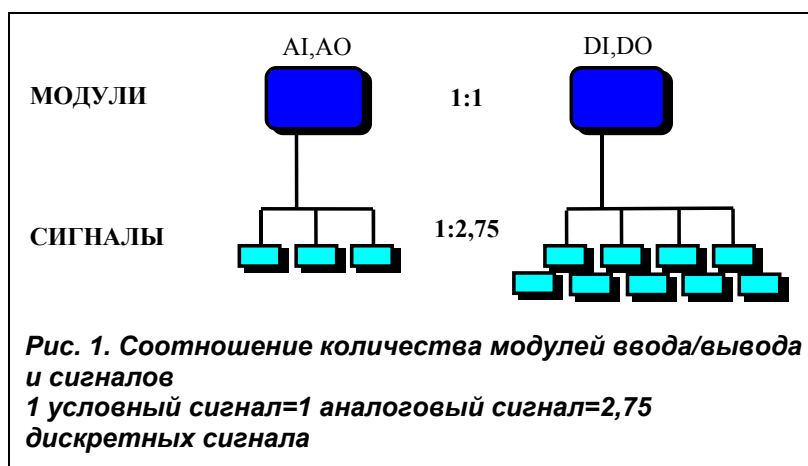 AI,AO DI,DO
МОДУЛИ 1:1
СИГНАЛЫ 1:2,75
Рис. 1. Соотношение количества модулей ввода/вывода
и сигналов
1 условный сигнал=1 аналоговый сигнал=2,75
дискретных сигнала